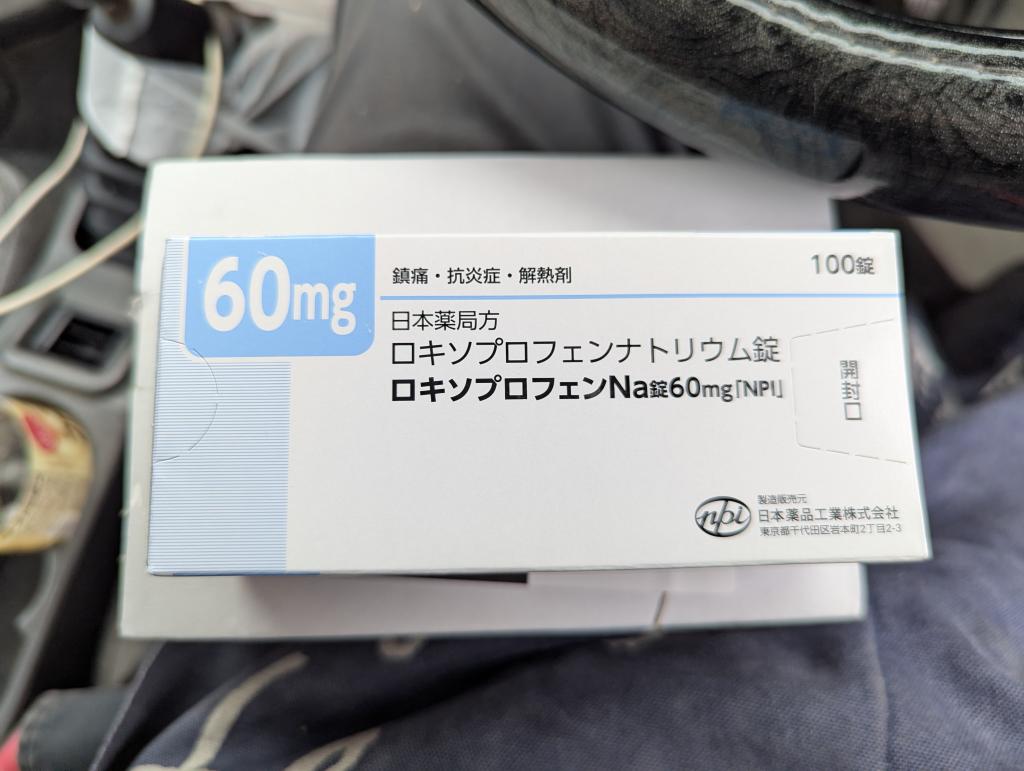 60mg
鎮痛・抗炎症・解熱剤
100錠
日本薬局方
ロキソプロフェンナトリウム錠
ロキソプロフェンNa錠60mg「NPI」
開封口
npi
製造販売元
日本薬品工業株式会社
東京都千代田区岩本町2丁目2-3